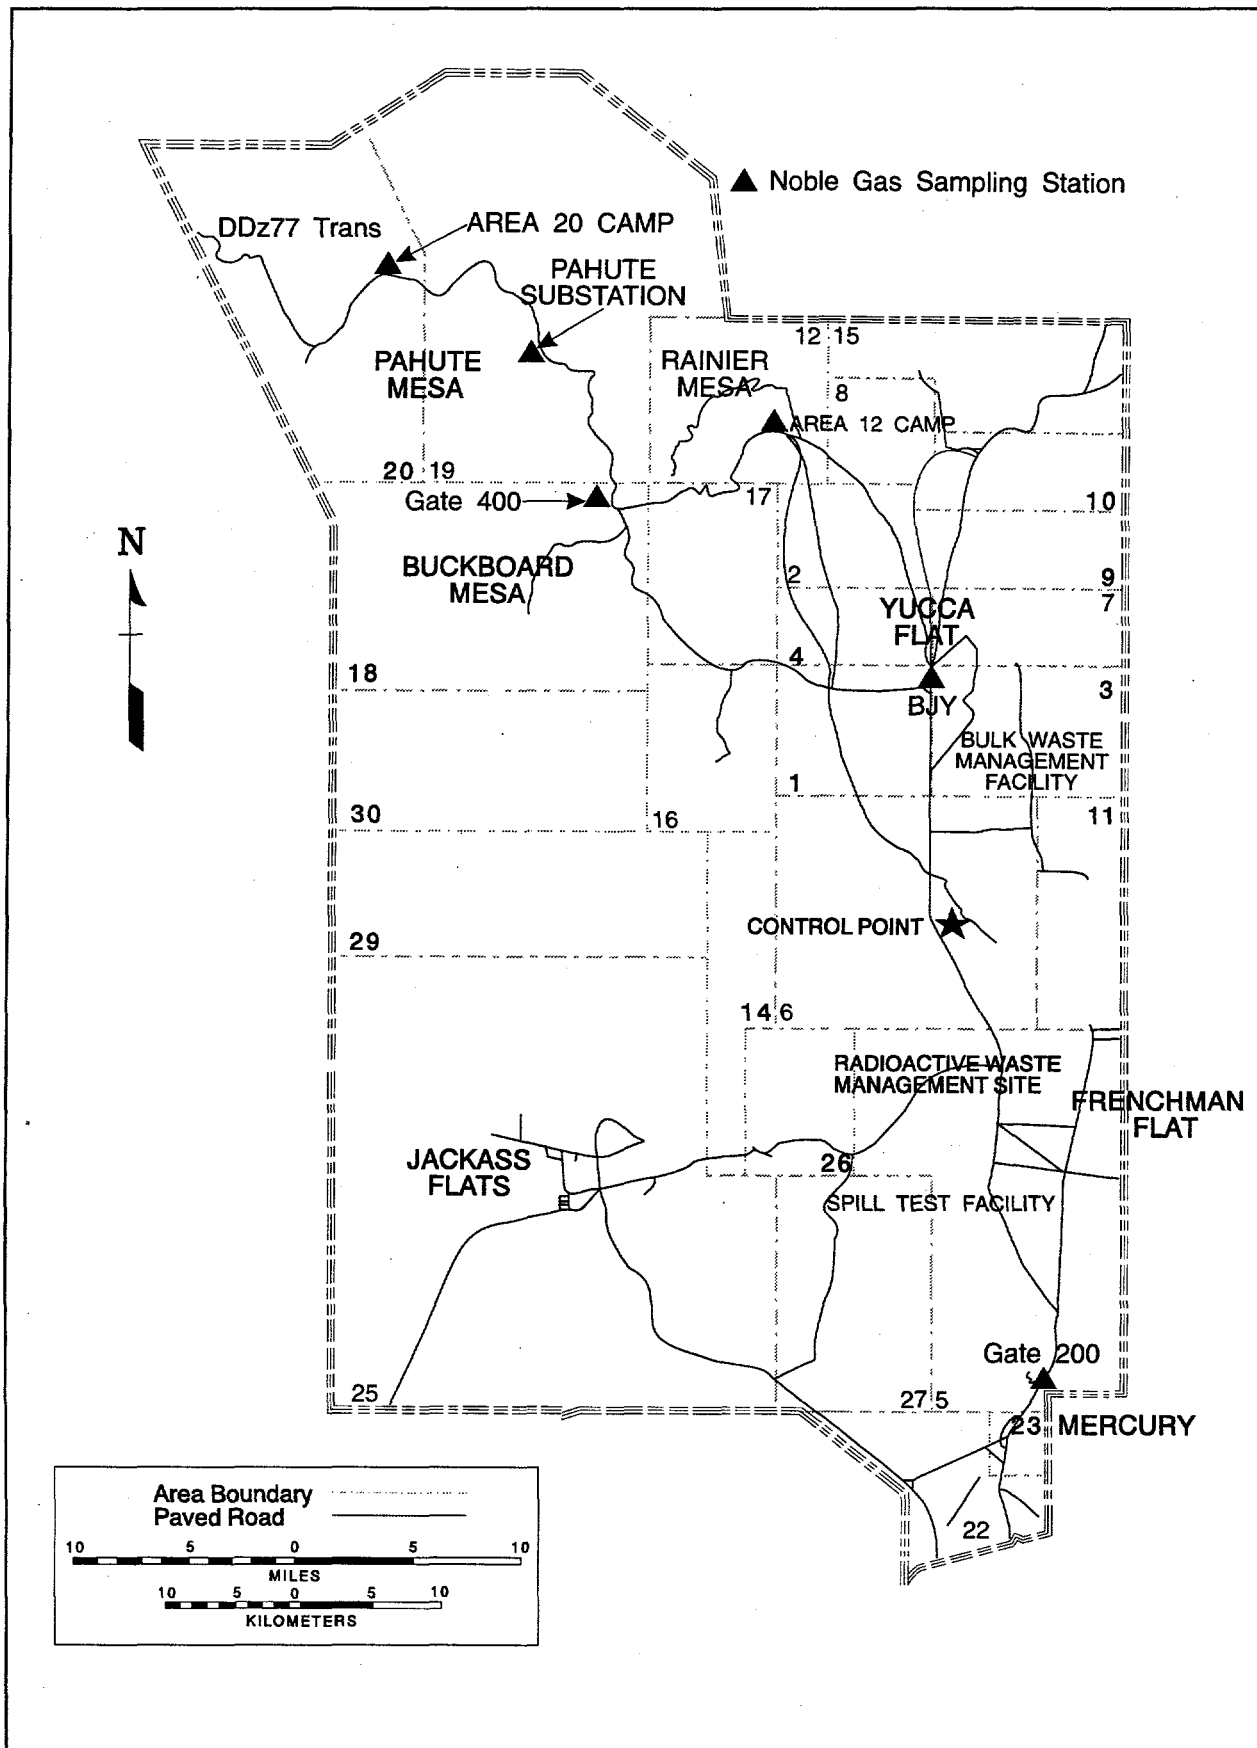 Noble Gas Sampling Station
DDz77 Trans
AREA 20 CAMP
PAHUTE
SUBSTATION
12 15
PAHUTE
MESA
RAINIER
MESA
8
AREA 12 CAMP
20 19
Gate 400
17
10
N
BUCKBOARD
MESA
2
9
7
YUCCA
FLAT
18
4
3
BJY
BULK WASTE
MANAGEMENT
FACILITY
1
30
16
11
CONTROL POINT
29
14 6
RADIOACTIVE WASTE
MANAGEMENT SITE
FRENCHMAN
FLAT
JACKASS
FLATS
26
SPILL TEST FACILITY
Gate 200
25
27 5
23 MERCURY
22
Area Boundary
Paved Road
10 5 0 5 10
MILES
10 5 0 5 10
KILOMETERS